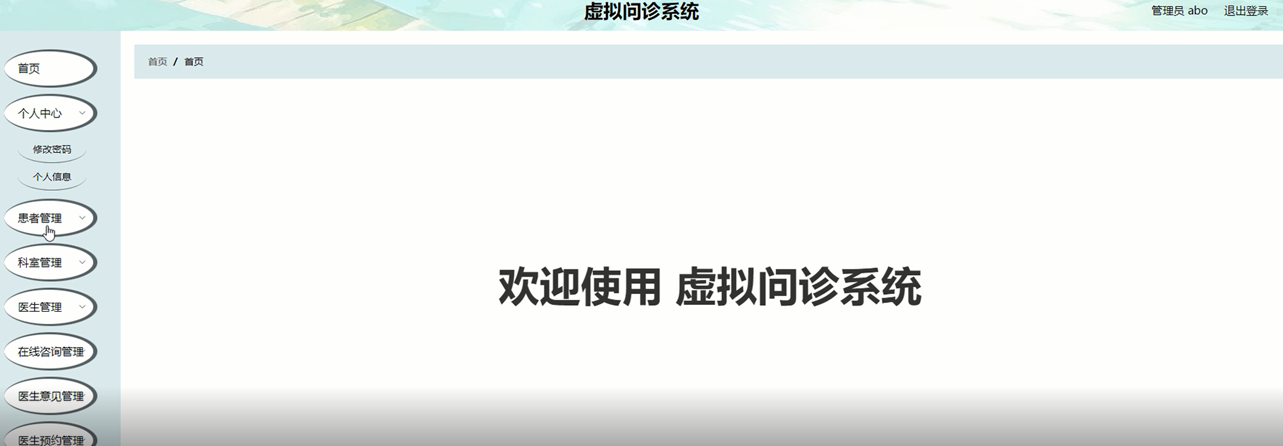 虚拟问诊系统
管理员 abo 退出登录
首页
首页 / 首页
个人中心
修改密码
个人信息
患者管理
科室管理
医生管理
在线咨询管理
医生意见管理
医生预约管理
欢迎使用 虚拟问诊系统